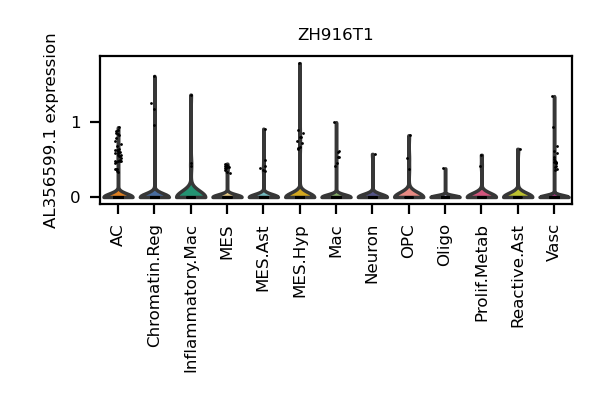 ZH916T1
AL356599.1 expression
1
0
AC
Chromatin.Reg
Inflammatory.Mac
MES
MES.Ast
MES.Hyp
Mac
Neuron
OPC
Oligo
Prolif.Metab
Reactive.Ast
Vasc